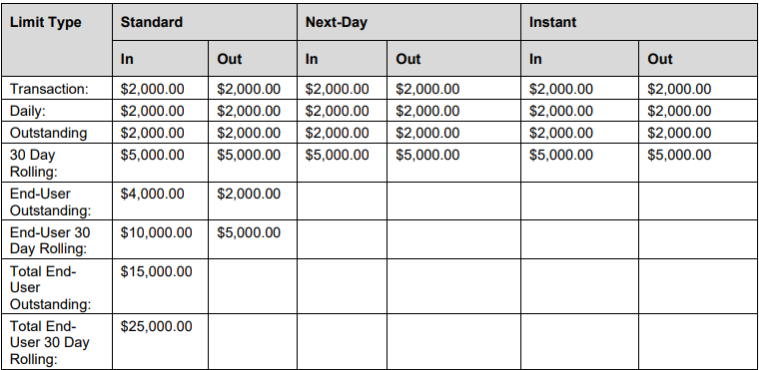 Limit Type Standard Next-Day Instant
In Out In Out In Out
Transaction: $2,000.00 $2,000.00 $2,000.00 $2,000.00 $2,000.00 $2,000.00
Daily: $2,000.00 $2,000.00 $2,000.00 $2,000.00 $2,000.00 $2,000.00
Outstanding $2,000.00 $2,000.00 $2,000.00 $2,000.00 $2,000.00 $2,000.00
30 Day $5,000.00 $5,000.00 $5,000.00 $5,000.00 $5,000.00 $5,000.00
Rolling:
End-User $4,000.00 $2,000.00
Outstanding:
End-User 30 $10,000.00 $5,000.00
Day Rolling:
Total End- $15,000.00
User
Outstanding:
Total End- $25,000.00
User 30 Day
Rolling: